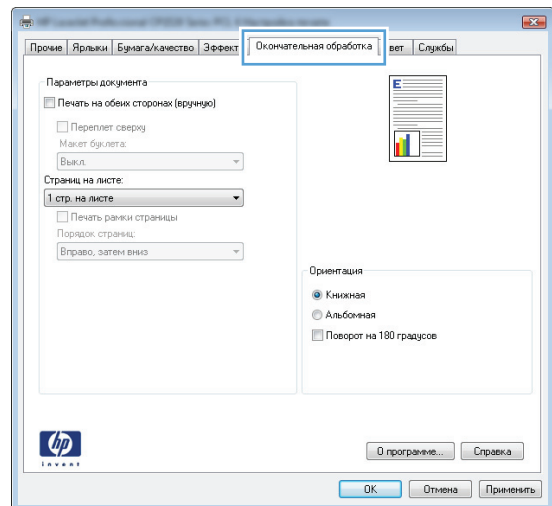 Прочие Ярлыки Бумага/качество Эффект Окончательная обработка вет Службы
Параметры документа
Печать на обеих сторонах (вручную)
Переплет сверху
Макет буклета:
Выкл.
Страниц на листе:
1 стр. на листе
Печать рамки страницы
Порядок страниц:
Вправо, затем вниз
E
Ориентация
Книжная
Альбомная
Поворот на 180 градусов
hp
invent
О программе... Справка
OK Отмена Применить